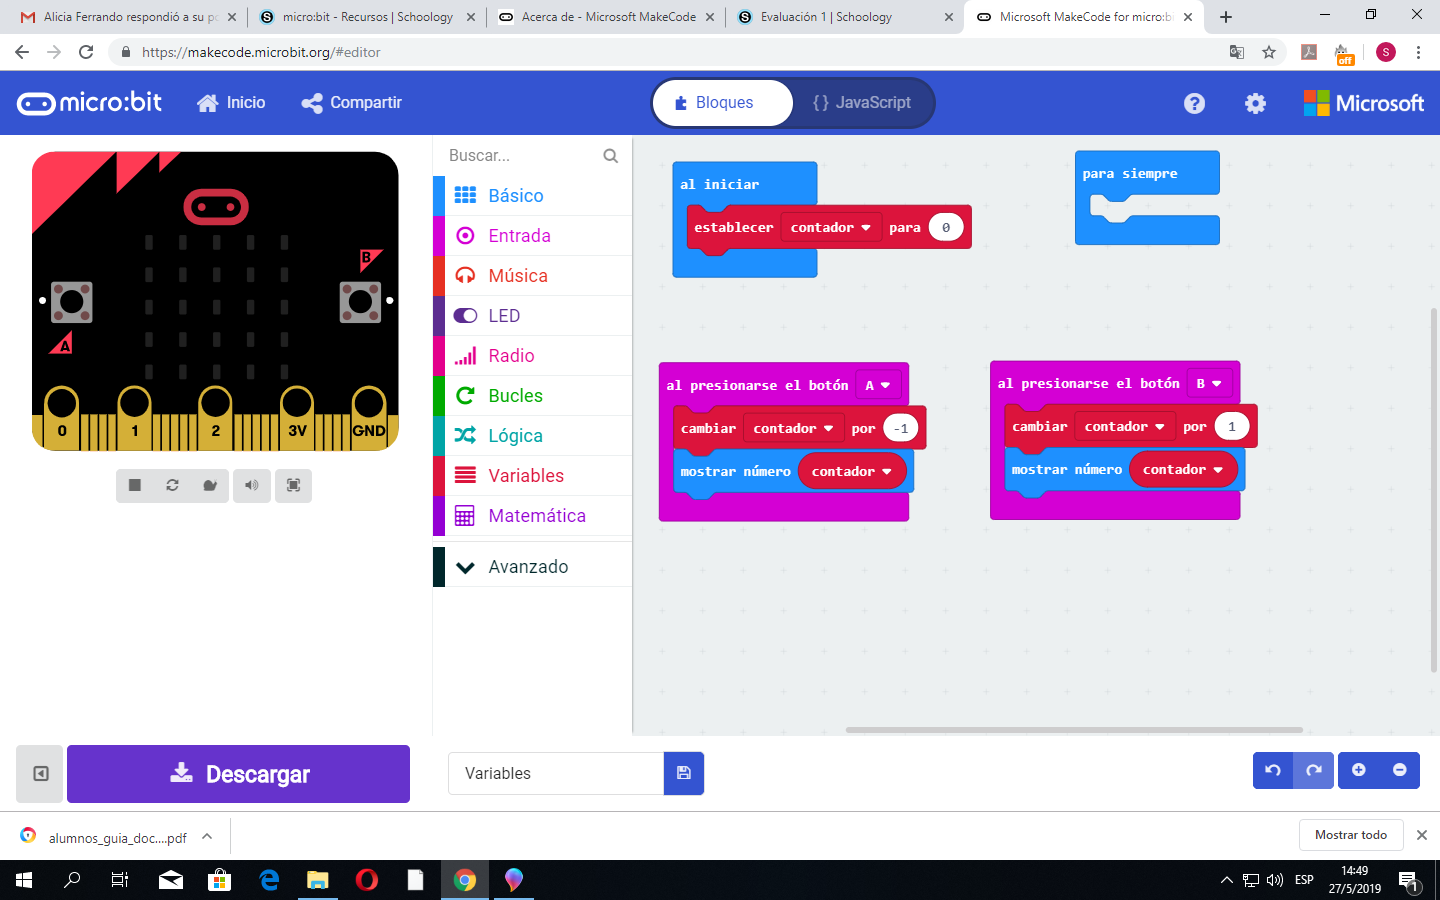 Alicia Ferrando respondió a su po
micro:bit - Recursos | Schoology
Acerca de - Microsoft MakeCode
Evaluación 1 | Schoology
Microsoft MakeCode for micro:b
https://makecode.microbit.org/#editor
off
S
micro:bit
Inicio
Compartir
Bloques
{ } JavaScript
?
Microsoft
Buscar...
Básico
Entrada
Música
LED
Radio
Bucles
Lógica
Variables
Matemática
Avanzado
B
A
0 1 2 3V GND
al iniciar
establecer contador para 0
para siempre
al presionarse el botón A
cambiar contador por -1
mostrar número contador
al presionarse el botón B
cambiar contador por 1
mostrar número contador
Descargar
Variables
alumnos_guia_doc....pdf
Mostrar todo
ESP
14:49
27/5/2019
1